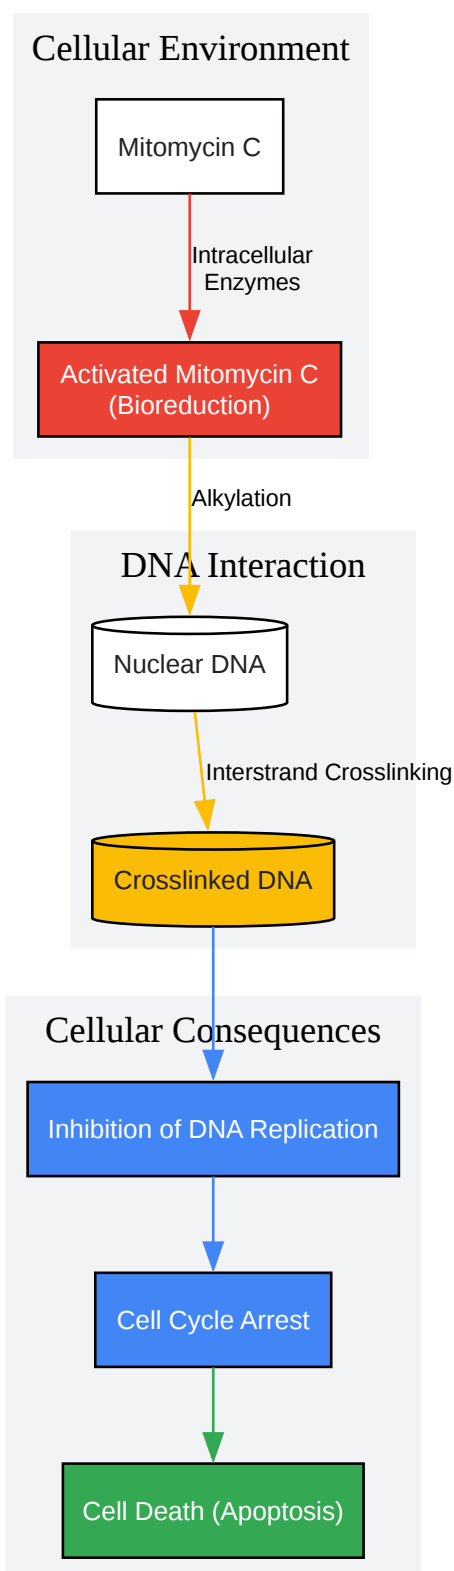 Cellular Environment
Mitomycin C
Intracellular
Enzymes
Activated Mitomycin C
(Bioreduction)
Alkylation
DNA Interaction
Nuclear DNA
Interstrand Crosslinking
Crosslinked DNA
Cellular Consequences
Inhibition of DNA Replication
Cell Cycle Arrest
Cell Death (Apoptosis)